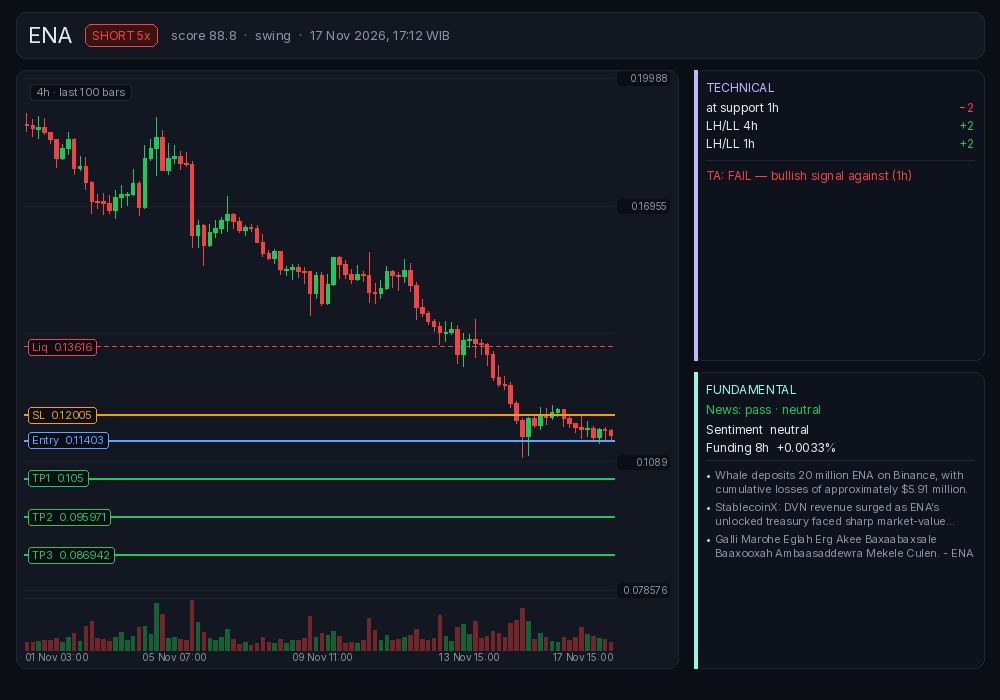 ENA SHORT 5x score 88.8 · swing · 17 Nov 2026, 17:12 WIB
4h · last 100 bars
0.19988
0.16955
Liq 0.13616
SL 0.12005
Entry 0.11403
0.1089
TP1 0.105
TP2 0.095971
TP3 0.086942
0.078576
01 Nov 03:00 05 Nov 07:00 09 Nov 11:00 13 Nov 15:00 17 Nov 15:00
TECHNICAL
at support 1h −2
LH/LL 4h +2
LH/LL 1h +2
TA: FAIL — bullish signal against (1h)
FUNDAMENTAL
News: pass · neutral
Sentiment neutral
Funding 8h +0.0033%
• Whale deposits 20 million ENA on Binance, with
cumulative losses of approximately $5.91 million.
• StablecoinX: DVN revenue surged as ENA's
unlocked treasury faced sharp market-value…
• Galli Marohe Eglah Erg Akee Baxaabaxsale
Baaxooxah Ambaasaddewra Mekele Culen. - ENA